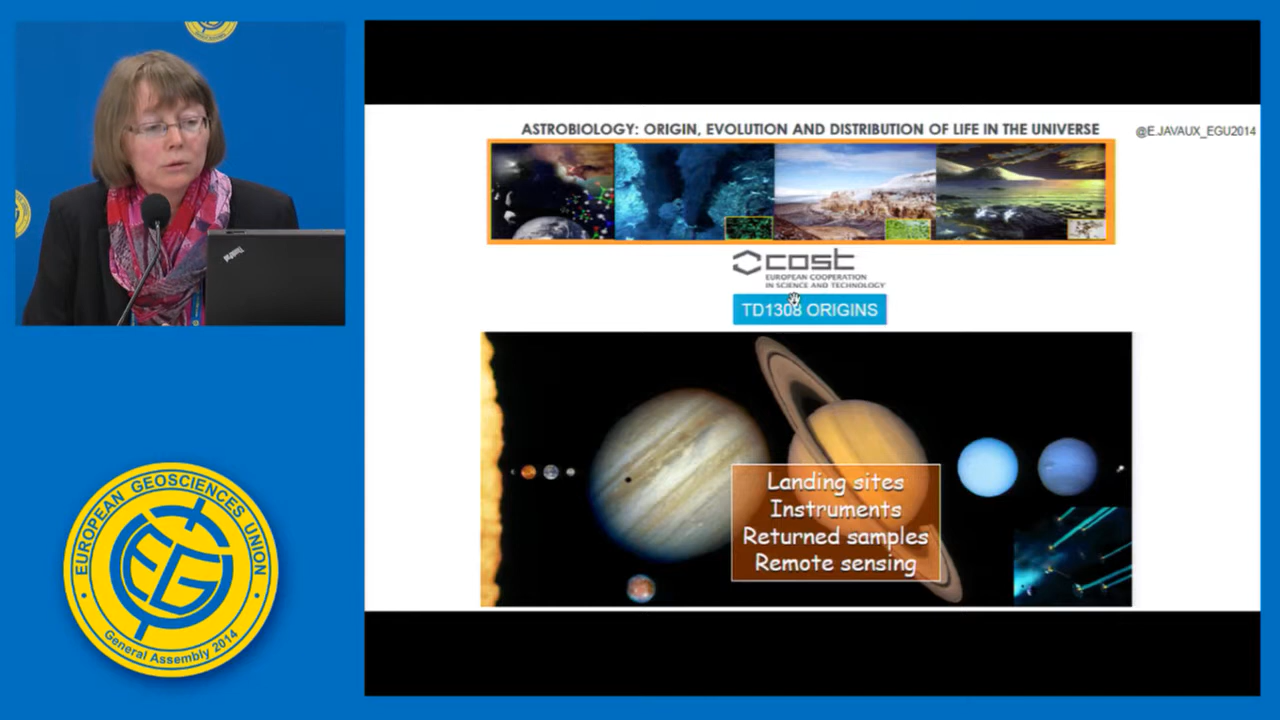 ThinkPad
ASTROBIOLOGY: ORIGIN, EVOLUTION AND DISTRIBUTION OF LIFE IN THE UNIVERSE
@E.JAVAUX_EGU2014
cost
EUROPEAN COOPERATION
IN SCIENCE AND TECHNOLOGY
TD1308 ORIGINS
Landing sites
Instruments
Returned samples
Remote sensing
EUROPEAN GEOSCIENCES UNION
EGU
General Assembly 2014